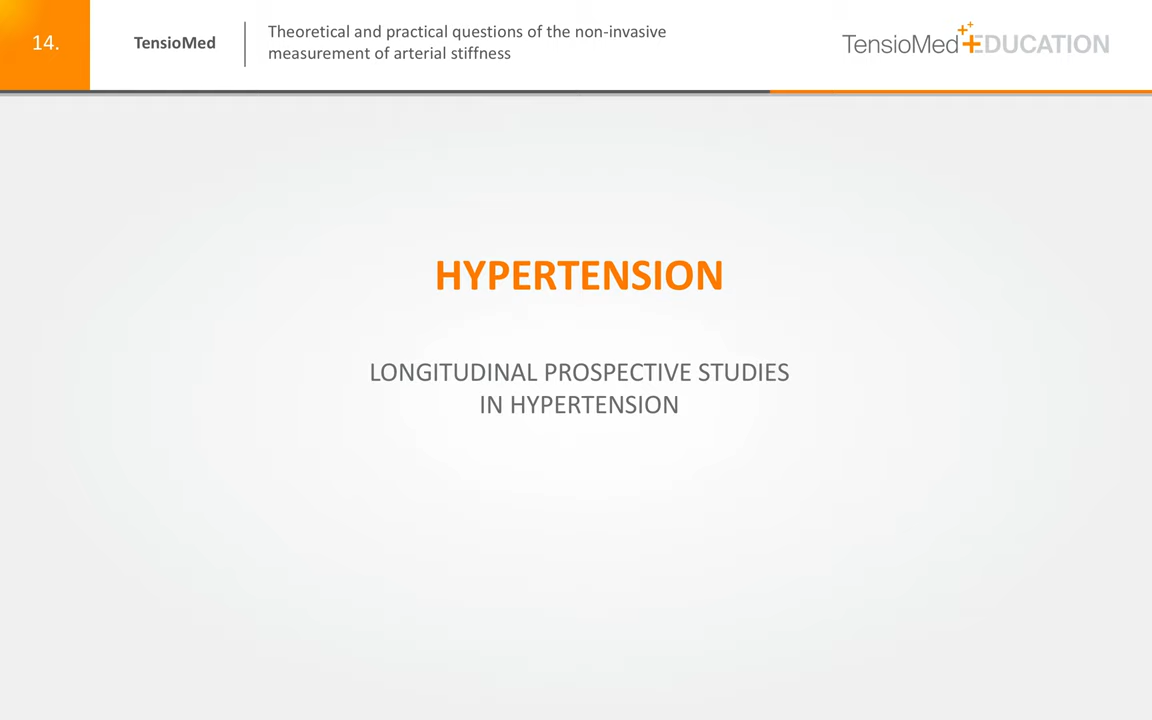 14.
TensioMed
Theoretical and practical questions of the non-invasive
measurement of arterial stiffness
TensioMed EDUCATION
HYPERTENSION
LONGITUDINAL PROSPECTIVE STUDIES
IN HYPERTENSION